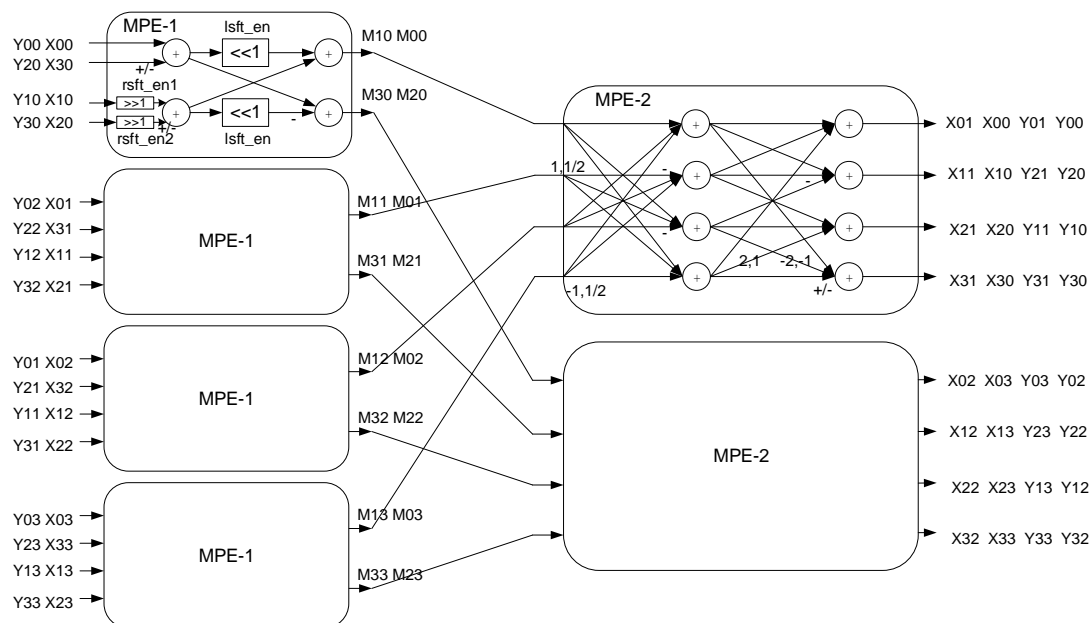 MPE-1
lsft_en
Y00 X00
Y20 X30
+/-
+
<<1
+
M10 M00
rsft_en1
Y10 X10
>>1
Y30 X20
>>1
rsft_en2
+
+/-
<<1
lsft_en
-
+
M30 M20
Y02 X01
Y22 X31
Y12 X11
Y32 X21
MPE-1
M11 M01
M31 M21
Y01 X02
Y21 X32
Y11 X12
Y31 X22
MPE-1
M12 M02
M32 M22
Y03 X03
Y23 X33
Y13 X13
Y33 X23
MPE-1
M13 M03
M33 M23
MPE-2
1,1/2
-1,1/2
+
-
+
-
+
+
2,1
-2,-1
+
-
+
+
+/-
+
X01 X00 Y01 Y00
X11 X10 Y21 Y20
X21 X20 Y11 Y10
X31 X30 Y31 Y30
MPE-2
X02 X03 Y03 Y02
X12 X13 Y23 Y22
X22 X23 Y13 Y12
X32 X33 Y33 Y32